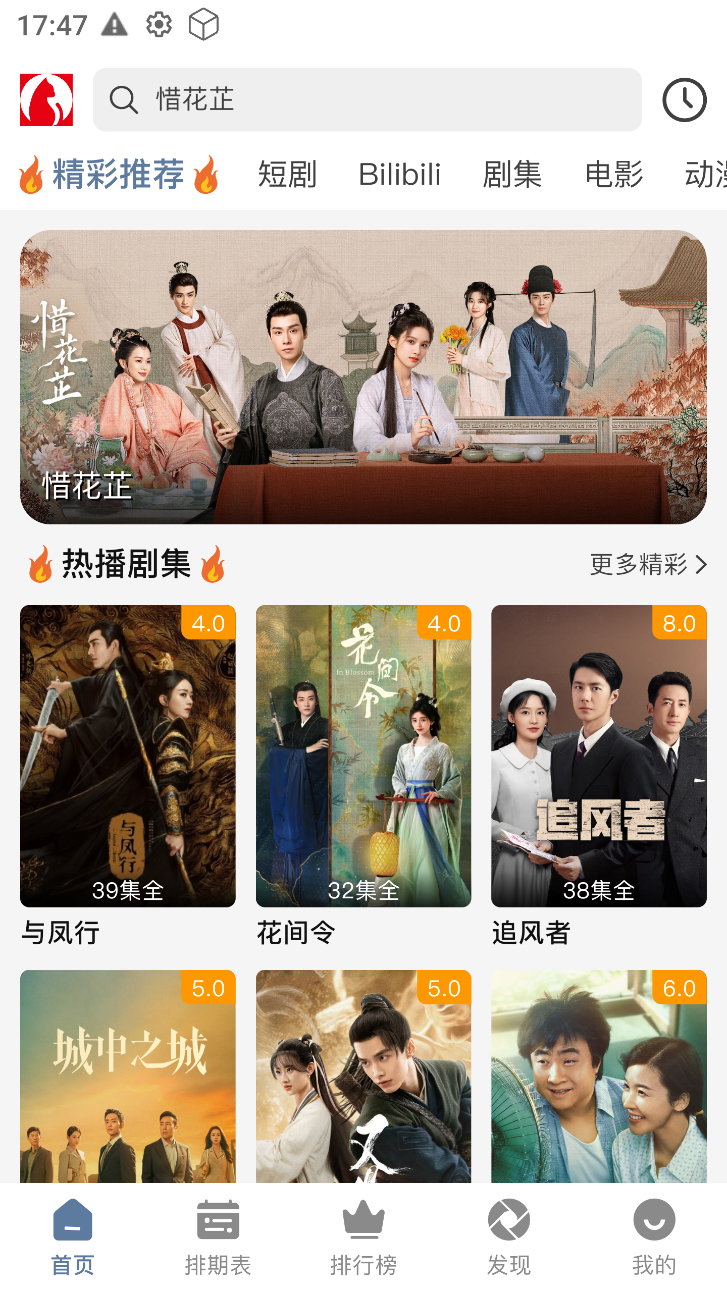 17:47
惜花芷
精彩推荐 短剧 Bilibili 剧集 电影 动漫
惜花芷
惜花芷
热播剧集 更多精彩
4.0 4.0 8.0
花间令
In Blossom
与凤行
追风者
39集全 32集全 38集全
与凤行 花间令 追风者
5.0 5.0 6.0
城中之城
又
首页 排期表 排行榜 发现 我的